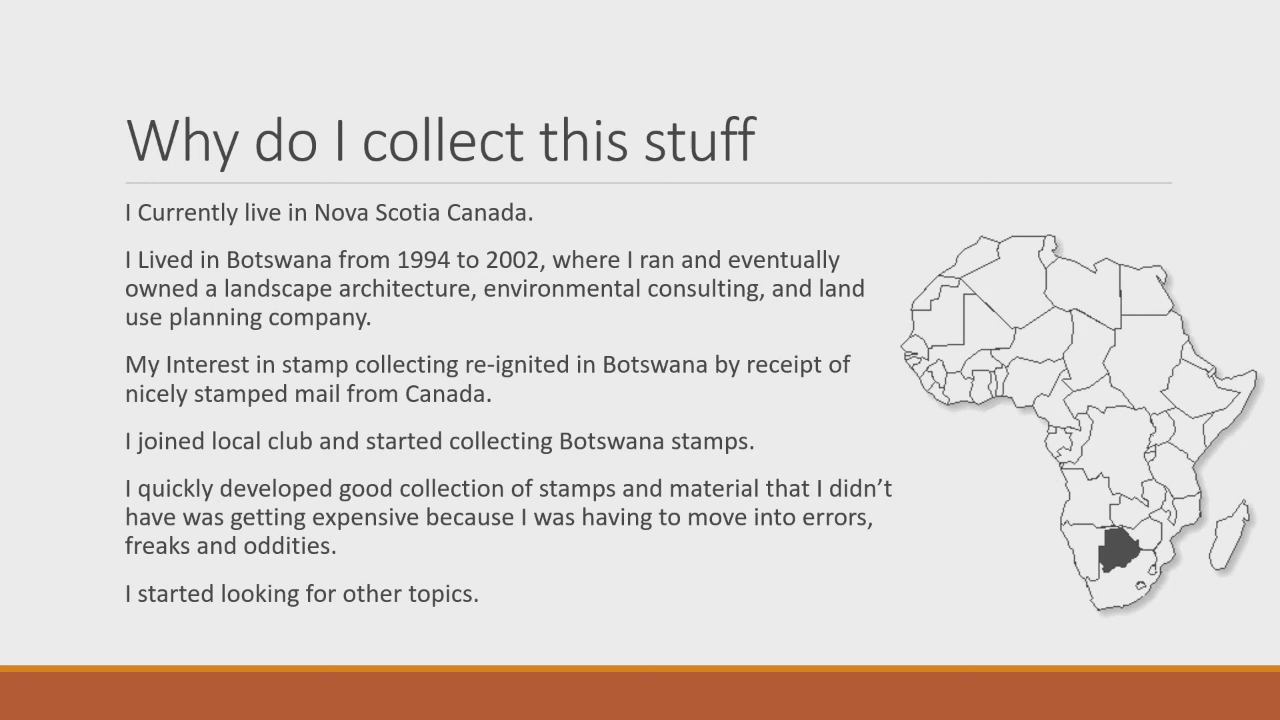 Why do I collect this stuff
I Currently live in Nova Scotia Canada.
I Lived in Botswana from 1994 to 2002, where I ran and eventually
owned a landscape architecture, environmental consulting, and land
use planning company.
My Interest in stamp collecting re-ignited in Botswana by receipt of
nicely stamped mail from Canada.
I joined local club and started collecting Botswana stamps.
I quickly developed good collection of stamps and material that I didn’t
have was getting expensive because I was having to move into errors,
freaks and oddities.
I started looking for other topics.